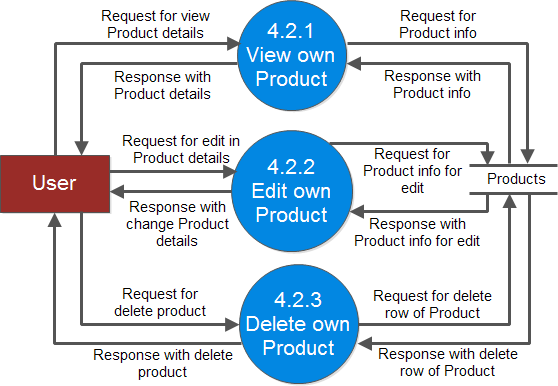 Request for view
Product details
4.2.1
View own
Product
Request for
Product info
Response with
Product details
Response with
Product info
Request for edit in
Product details
4.2.2
Edit own
Product
Request for
Product info for
edit
User
Products
Response with
change Product
details
Response with
Product info for edit
Request for
delete product
4.2.3
Delete own
Product
Request for delete
row of Product
Response with delete
product
Response with delete
row of Product